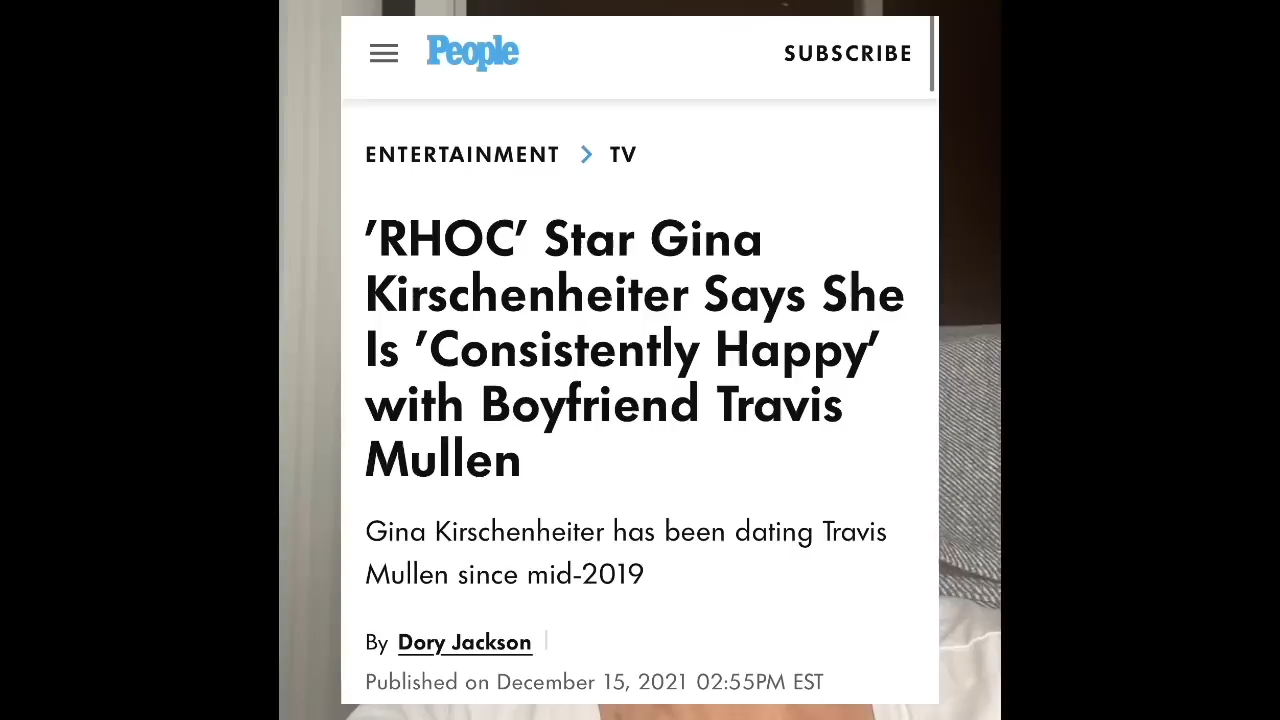 People
SUBSCRIBE
ENTERTAINMENT > TV
'RHOC' Star Gina
Kirschenheiter Says She
Is 'Consistently Happy'
with Boyfriend Travis
Mullen
Gina Kirschenheiter has been dating Travis
Mullen since mid-2019
By Dory Jackson
Published on December 15, 2021 02:55PM EST